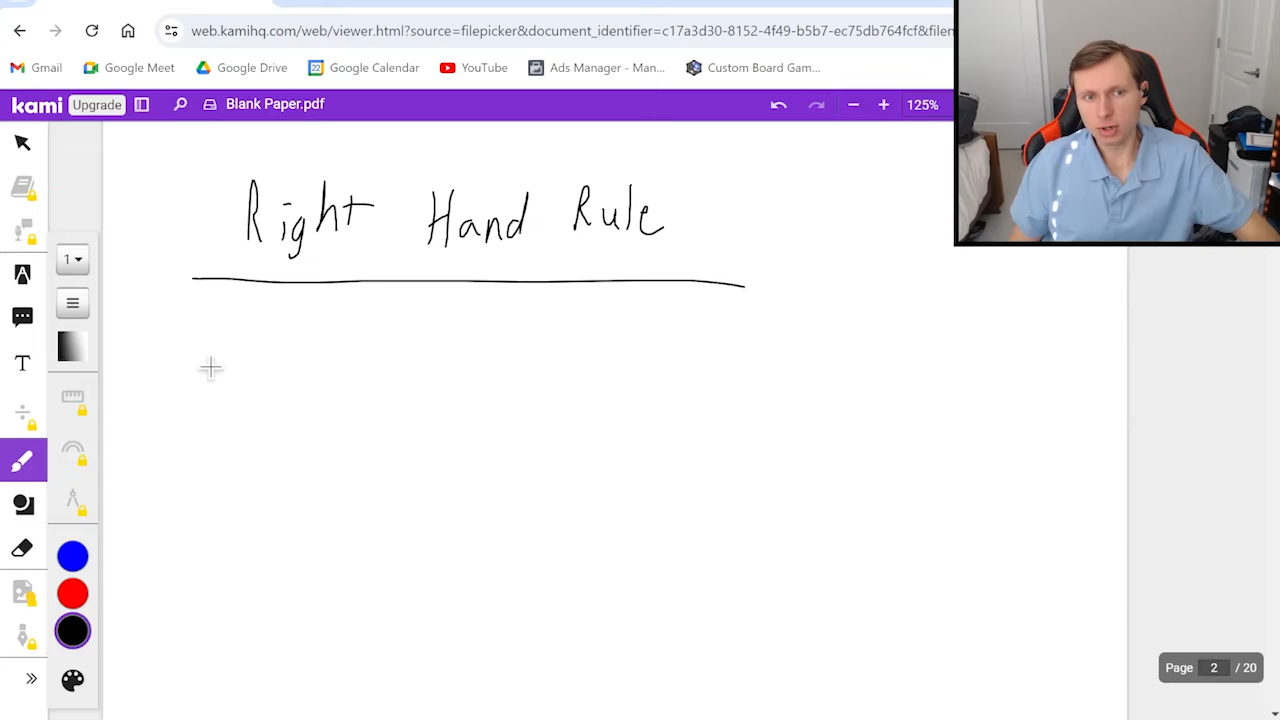 web.kamihq.com/web/viewer.html?source=filepicker&document_identifier=c17a3d30-8152-4f49-b5b7-ec75db764fcf&filen
Gmail Google Meet Google Drive 22 Google Calendar YouTube Ads Manager - Man... Custom Board Gam...
kami Upgrade Blank Paper.pdf 125%
Right Hand Rule
1
T
Page 2 / 20